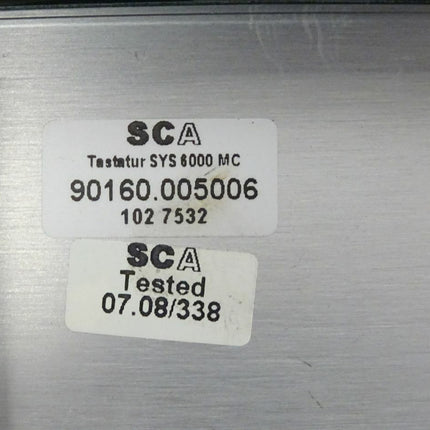 SCA
Tastatur SYS 6000 MC
90160.005006
102 7532
SCA
Tested
07.08/338